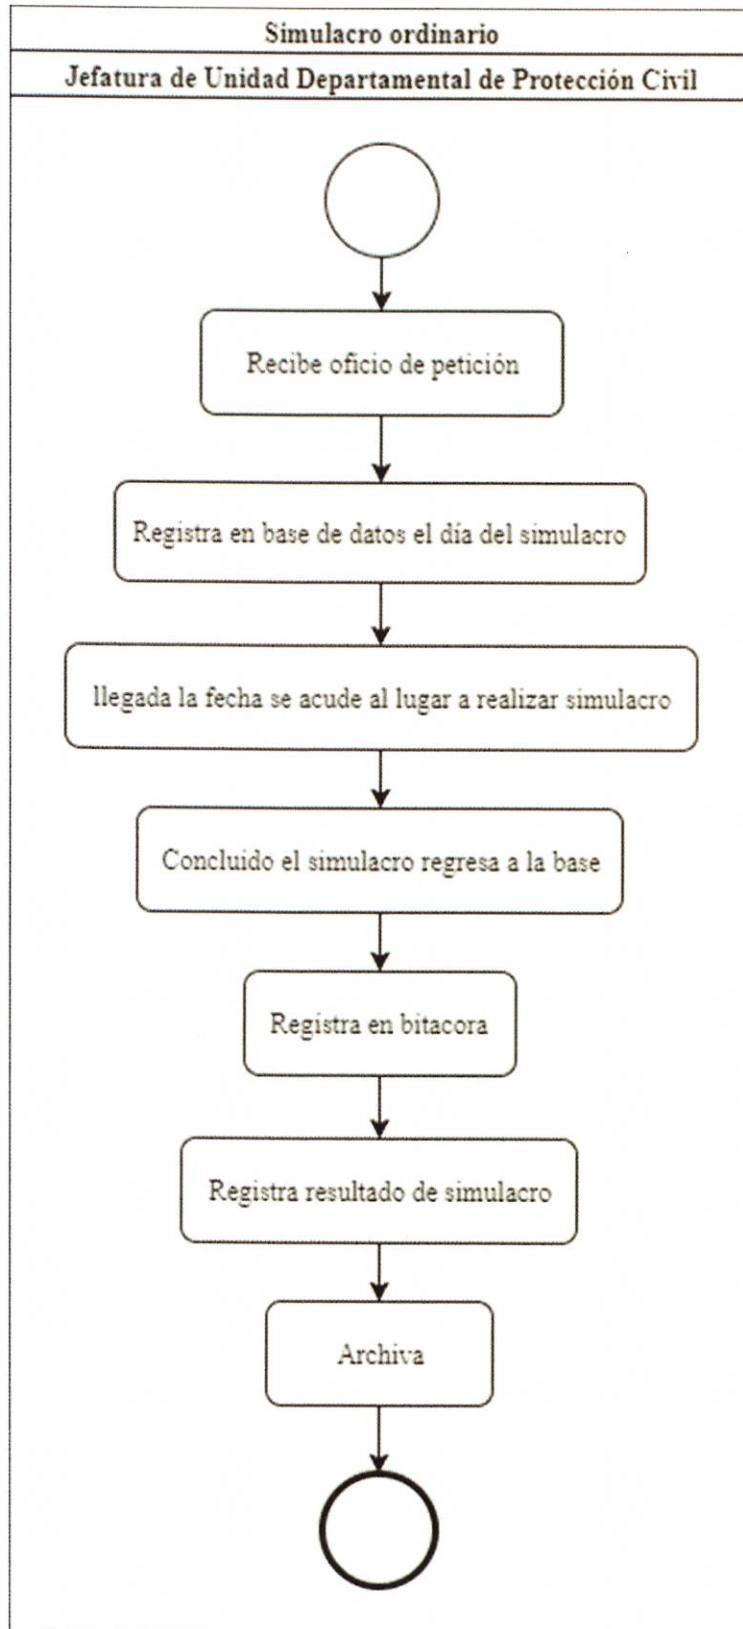 Simulacro ordinario
Jefatura de Unidad Departamental de Protección Civil
Recibe oficio de petición
Registra en base de datos el día del simulacro
llegada la fecha se acude al lugar a realizar simulacro
Concluido el simulacro regresa a la base
Registra en bitacora
Registra resultado de simulacro
Archiva